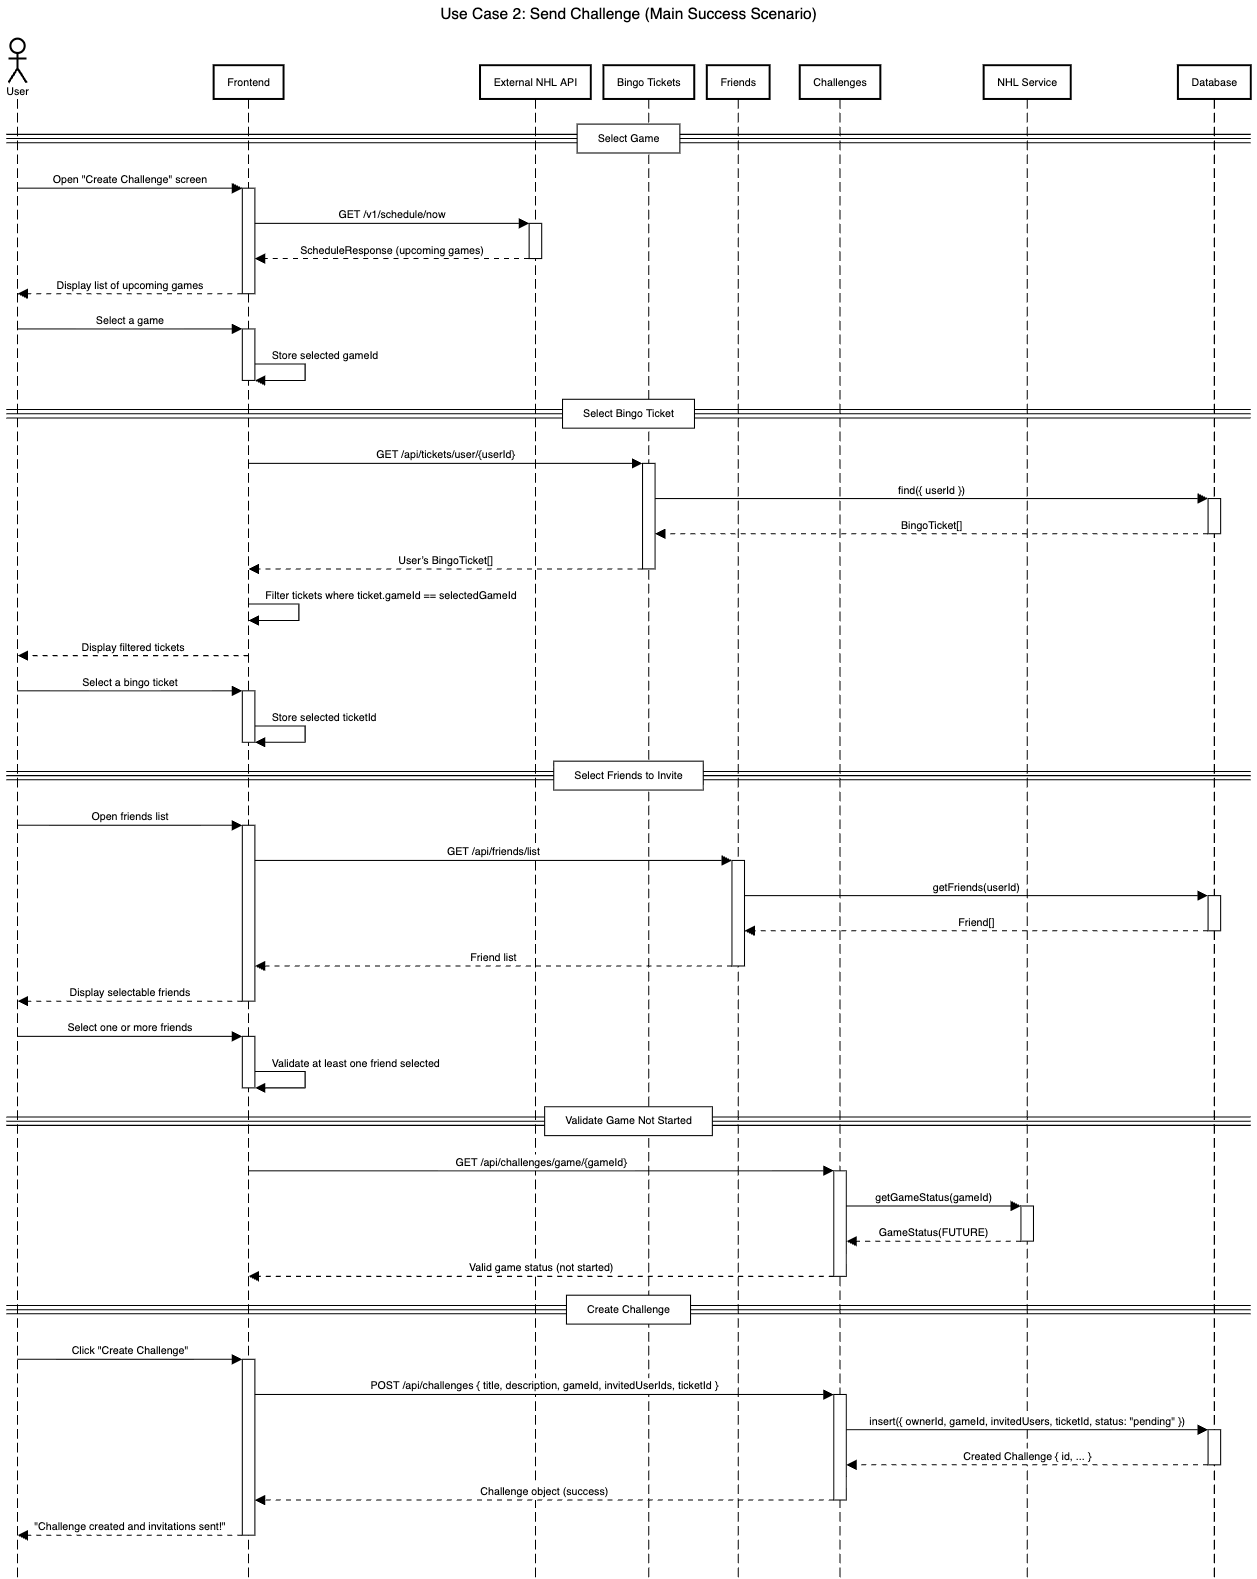 Use Case 2: Send Challenge (Main Success Scenario)
User
Frontend
External NHL API
Bingo Tickets
Friends
Challenges
NHL Service
Database
Select Game
Open "Create Challenge" screen
GET /v1/schedule/now
ScheduleResponse (upcoming games)
Display list of upcoming games
Select a game
Store selected gameId
Select Bingo Ticket
GET /api/tickets/user/{userId}
find({ userId })
BingoTicket[]
User's BingoTicket[]
Filter tickets where ticket.gameId == selectedGameId
Display filtered tickets
Select a bingo ticket
Store selected ticketId
Select Friends to Invite
Open friends list
GET /api/friends/list
getFriends(userId)
Friend[]
Friend list
Display selectable friends
Select one or more friends
Validate at least one friend selected
Validate Game Not Started
GET /api/challenges/game/{gameId}
getGameStatus(gameId)
GameStatus(FUTURE)
Valid game status (not started)
Create Challenge
Click "Create Challenge"
POST /api/challenges { title, description, gameId, invitedUserIds, ticketId }
insert({ ownerId, gameId, invitedUsers, ticketId, status: "pending" })
Created Challenge { id, ... }
Challenge object (success)
"Challenge created and invitations sent!"